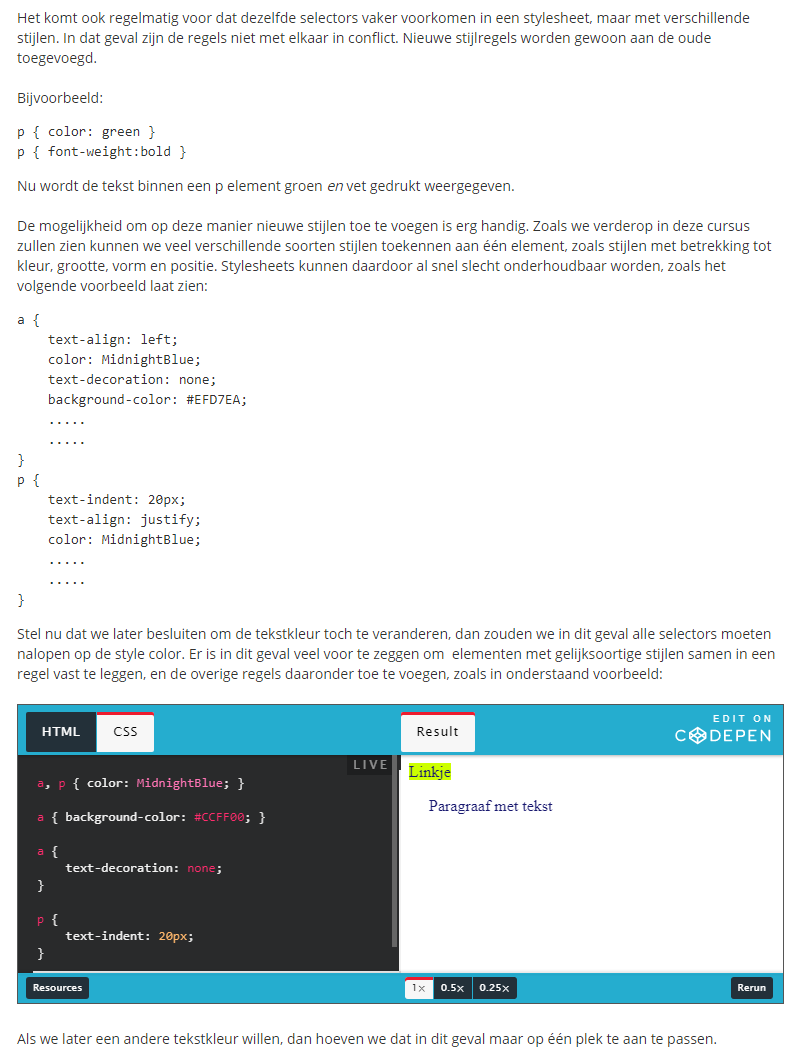 Het komt ook regelmatig voor dat dezelfde selectors vaker voorkomen in een stylesheet, maar met verschillende
stijlen. In dat geval zijn de regels niet met elkaar in conflict. Nieuwe stijlregels worden gewoon aan de oude
toegevoegd.
Bijvoorbeeld:
p { color: green }
p { font-weight:bold }
Nu wordt de tekst binnen een p element groen en vet gedrukt weergegeven.
De mogelijkheid om op deze manier nieuwe stijlen toe te voegen is erg handig. Zoals we verderop in deze cursus
zullen zien kunnen we veel verschillende soorten stijlen toekennen aan één element, zoals stijlen met betrekking tot
kleur, grootte, vorm en positie. Stylesheets kunnen daardoor al snel slecht onderhoudbaar worden, zoals het
volgende voorbeeld laat zien:
a {
    text-align: left;
    color: MidnightBlue;
    text-decoration: none;
    background-color: #EFD7EA;
    .....
    .....
}
p {
    text-indent: 20px;
    text-align: justify;
    color: MidnightBlue;
    .....
    .....
}
Stel nu dat we later besluiten om de tekstkleur toch te veranderen, dan zouden we in dit geval alle selectors moeten
nalopen op de style color. Er is in dit geval veel voor te zeggen om  elementen met gelijksoortige stijlen samen in een
regel vast te leggen, en de overige regels daaronder toe te voegen, zoals in onderstaand voorbeeld:
HTML CSS Result EDIT ON
CODEPEN
LIVE
a, p { color: MidnightBlue; }
a { background-color: #CCFF00; }
a {
    text-decoration: none;
}
p {
    text-indent: 20px;
}
Linkje
Paragraaf met tekst
Resources 1x 0.5x 0.25x Rerun
Als we later een andere tekstkleur willen, dan hoeven we dat in dit geval maar op één plek te aan te passen.